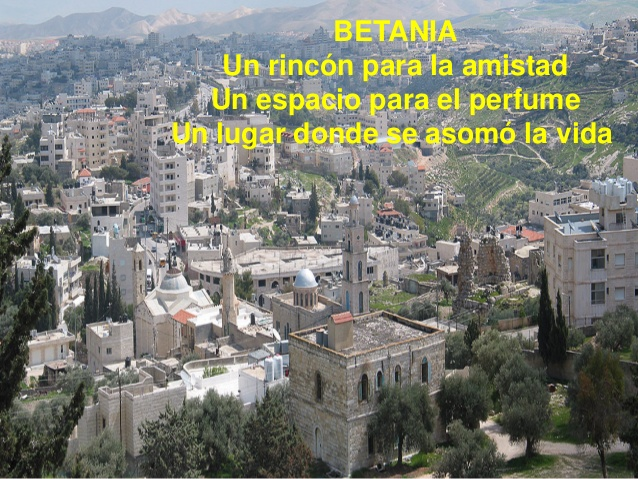 BETANIA
Un rincón para la amistad
Un espacio para el perfume
Un lugar donde se asomó la vida